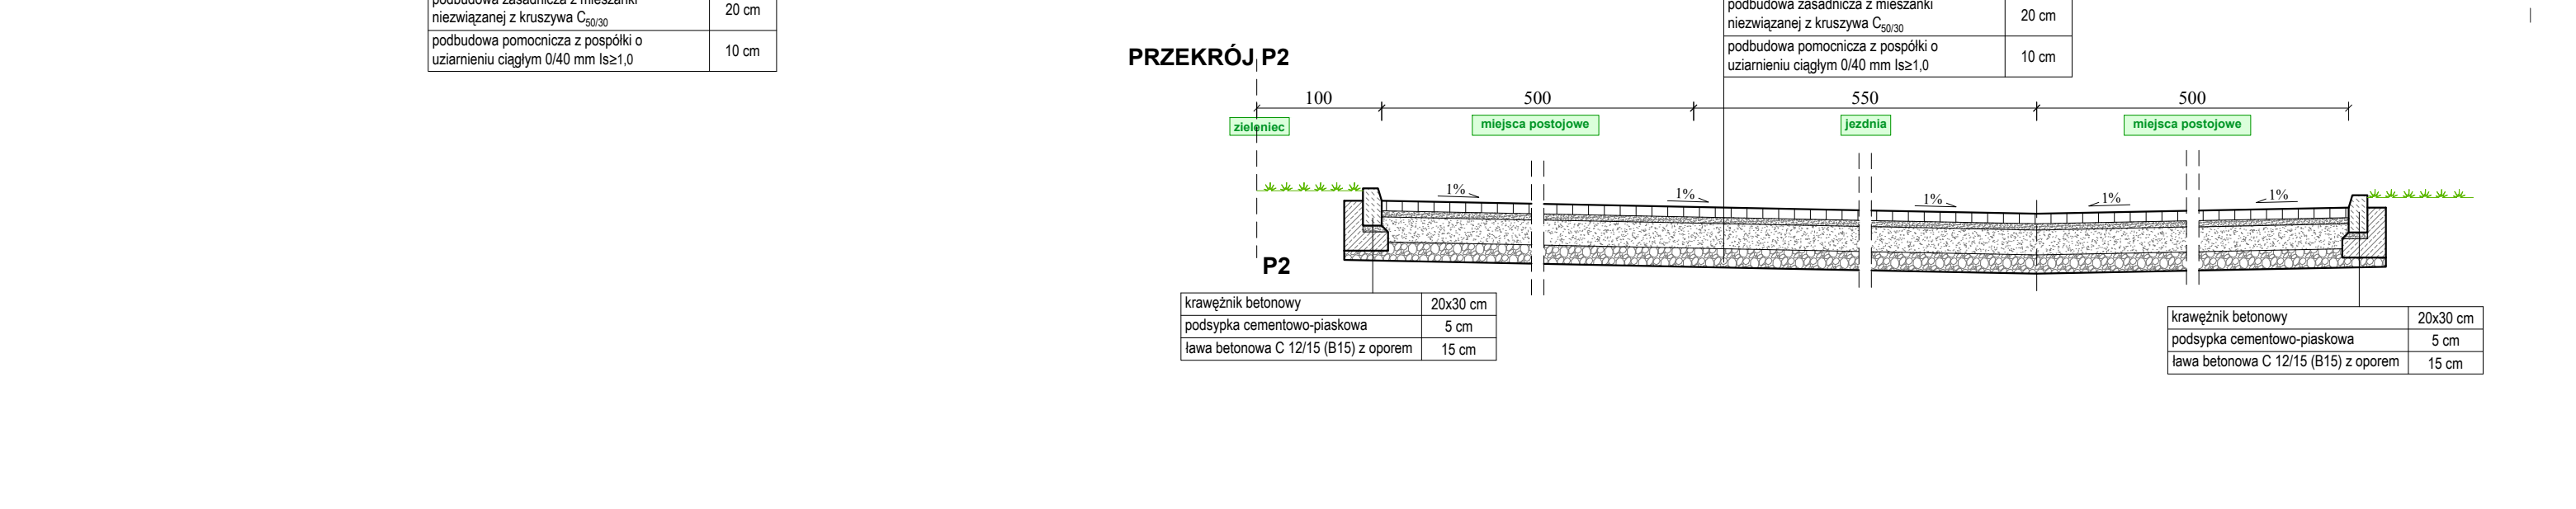 podbudowa zasadnicza z mieszanki
niezwiązanej z kruszywa C50/30
20 cm
podbudowa pomocnicza z pospółki o
uziarnieniu ciągłym 0/40 mm Is≥1,0
10 cm
podbudowa zasadnicza z mieszanki
niezwiązanej z kruszywa C50/30
20 cm
podbudowa pomocnicza z pospółki o
uziarnieniu ciągłym 0/40 mm Is≥1,0
10 cm
PRZEKRÓJ P2
100 500 550 500
zieleniec miejsca postojowe jezdnia miejsca postojowe
1% 1% 1% 1% 1%
P2
krawężnik betonowy 20x30 cm
podsypka cementowo-piaskowa 5 cm
ława betonowa C 12/15 (B15) z oporem 15 cm
krawężnik betonowy 20x30 cm
podsypka cementowo-piaskowa 5 cm
ława betonowa C 12/15 (B15) z oporem 15 cm